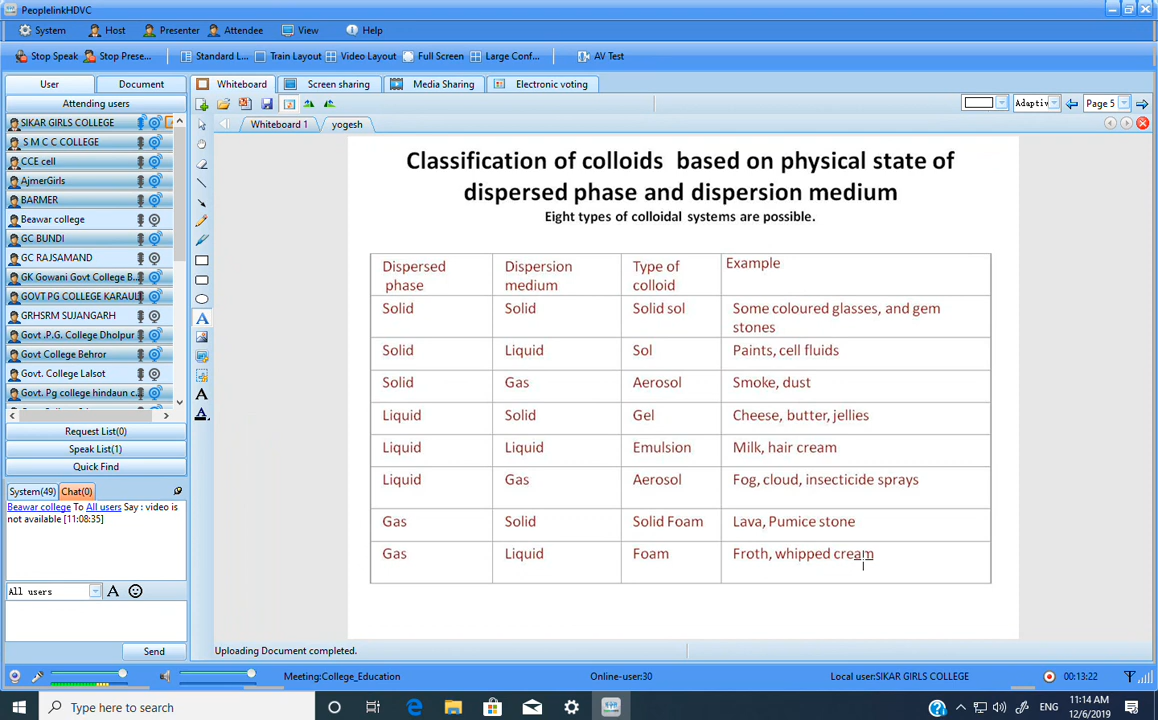 PeoplelinkHDVC
System Host Presenter Attendee View Help
Stop Speak Stop Prese... Standard L... Train Layout Video Layout Full Screen Large Conf... AV Test
User Document Whiteboard Screen sharing Media Sharing Electronic voting
Attending users
Adaptiv Page 5
Whiteboard 1 yogesh
SIKAR GIRLS COLLEGE
S M C C COLLEGE
CCE cell
AjmerGirls
BARMER
Beawar college
GC BUNDI
GC RAJSAMAND
GK Gowani Govt College B...
GOVT PG COLLEGE KARAUL
GRHSRM SUJANGARH
Govt .P.G. College Dholpur
Govt College Behror
Govt. College Lalsot
Govt. Pg college hindaun c...
Request List(0)
Speak List(1)
Quick Find
System(49) Chat(0)
Beawar college To All users Say : video is
not available [11:08:35]
All users A
Send
Classification of colloids based on physical state of
dispersed phase and dispersion medium
Eight types of colloidal systems are possible.
Dispersed phase Dispersion medium Type of colloid Example
Solid Solid Solid sol Some coloured glasses, and gem
stones
Solid Liquid Sol Paints, cell fluids
Solid Gas Aerosol Smoke, dust
Liquid Solid Gel Cheese, butter, jellies
Liquid Liquid Emulsion Milk, hair cream
Liquid Gas Aerosol Fog, cloud, insecticide sprays
Gas Solid Solid Foam Lava, Pumice stone
Gas Liquid Foam Froth, whipped cream
Uploading Document completed.
Meeting:College_Education Online-user:30 Local user:SIKAR GIRLS COLLEGE 00:13:22
Type here to search ENG 11:14 AM
12/6/2019